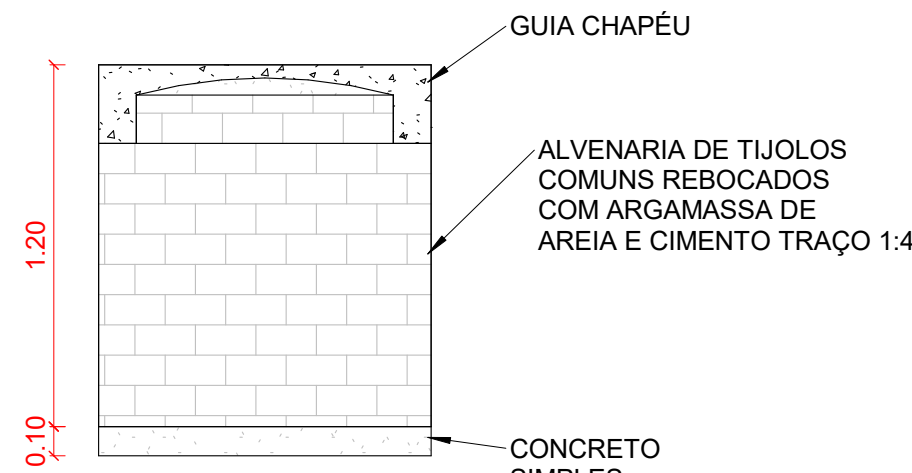 GUIA CHAPÉU
ALVENARIA DE TIJOLOS
COMUNS REBOCADOS
COM ARGAMASSA DE
AREIA E CIMENTO TRAÇO 1:4
1.20
0.10
CONCRETO
SIMPLES